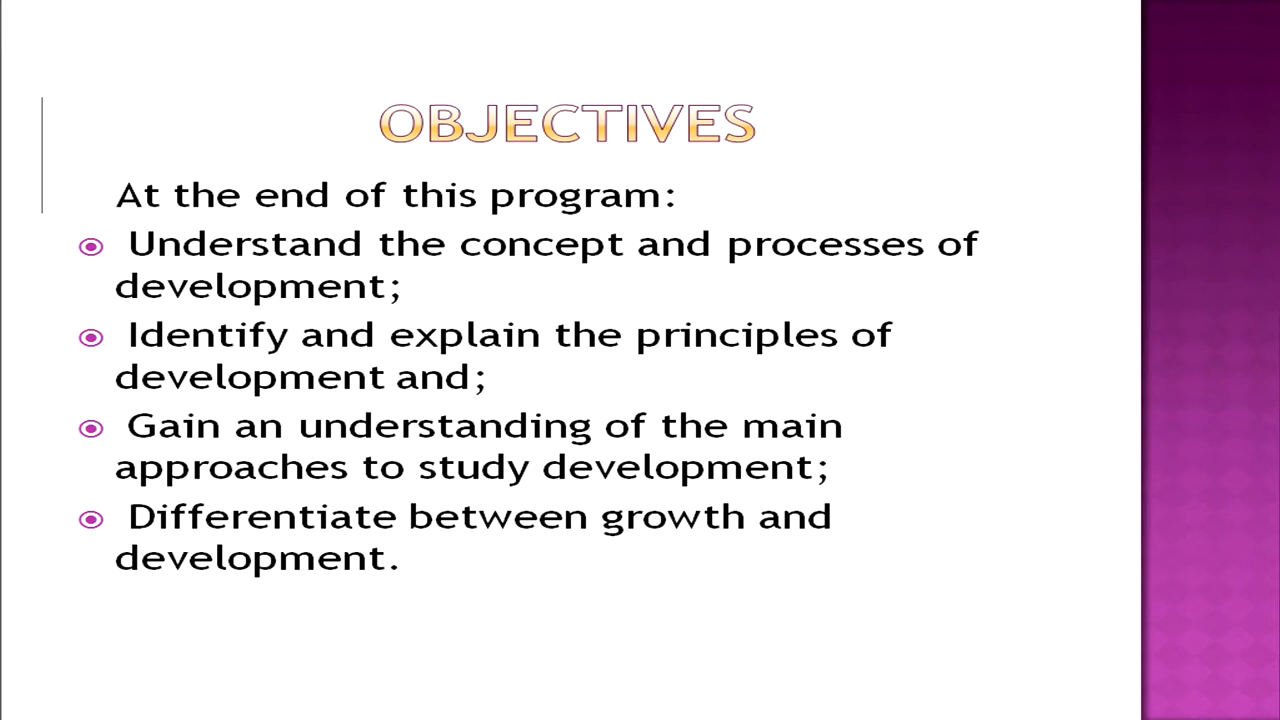 OBJECTIVES
At the end of this program:
Understand the concept and processes of
development;
Identify and explain the principles of
development and;
Gain an understanding of the main
approaches to study development;
Differentiate between growth and
development.